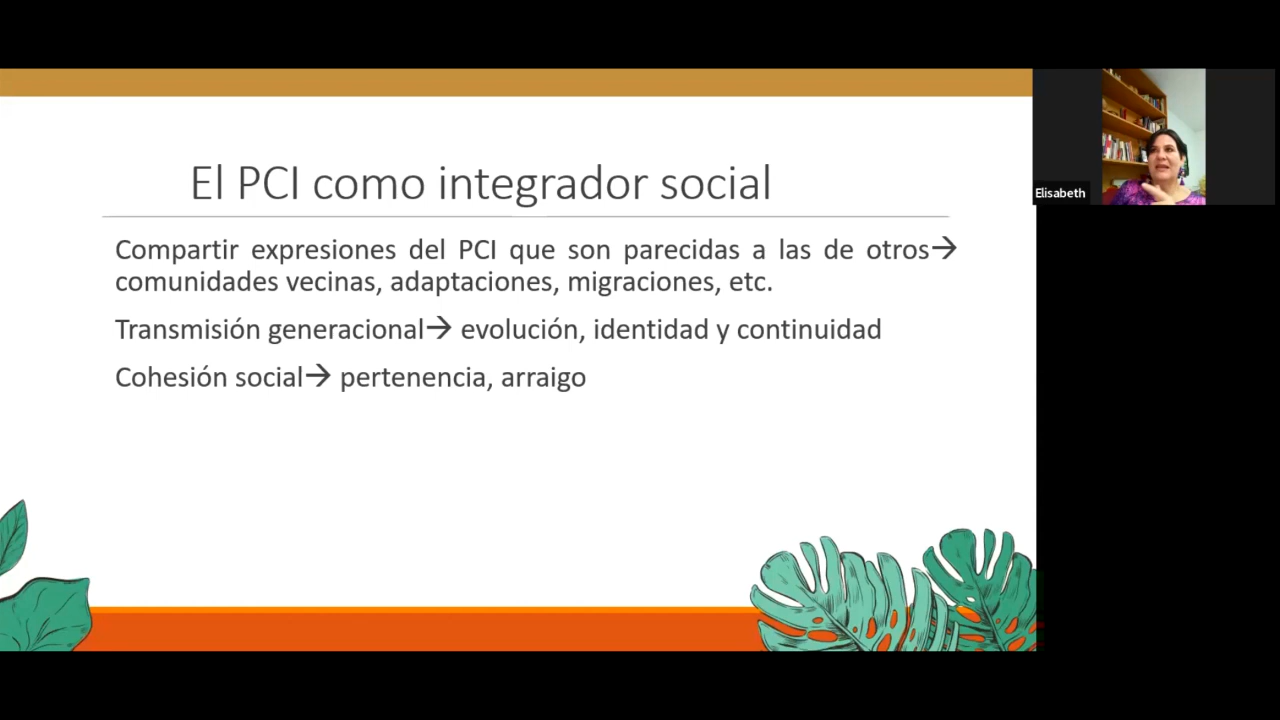 El PCI como integrador social
Compartir expresiones del PCI que son parecidas a las de otros→
comunidades vecinas, adaptaciones, migraciones, etc.
Transmisión generacional→ evolución, identidad y continuidad
Cohesión social→ pertenencia, arraigo
Elisabeth